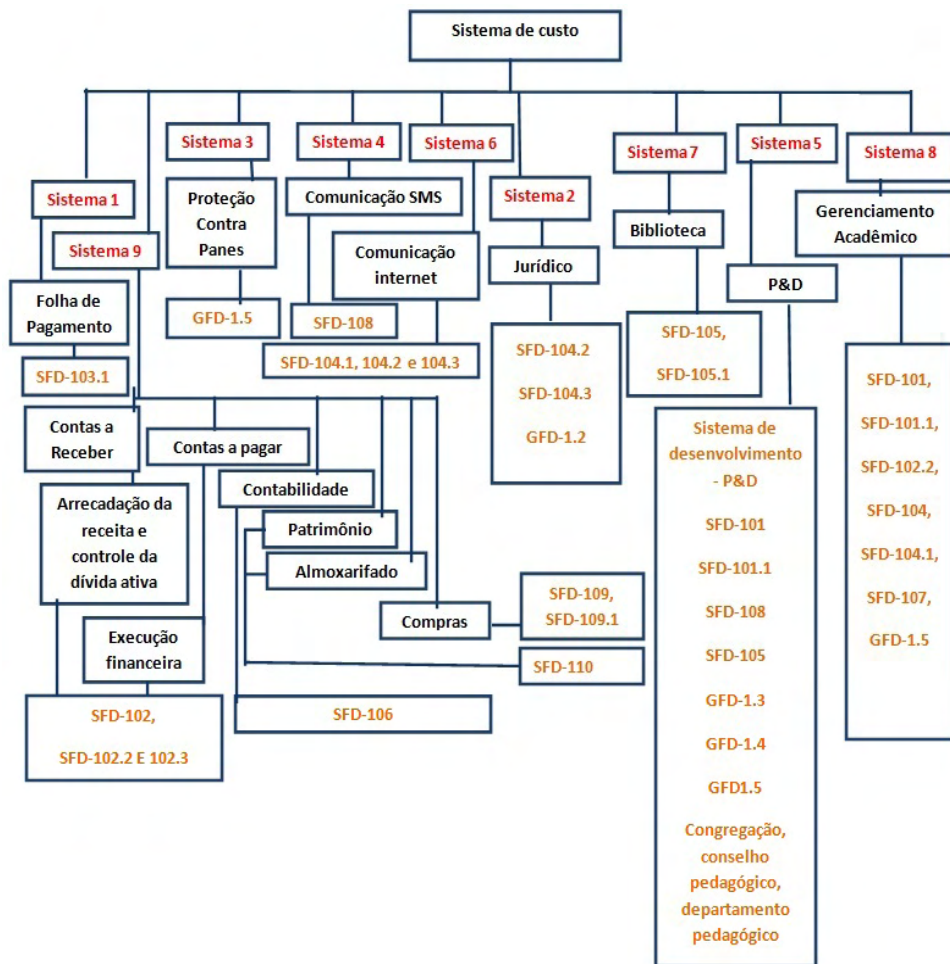 Sistema de custo
Sistema 1
Folha de
Pagamento
SFD-103.1
Sistema 9
Contas a
Receber
Arrecadação da
receita e
controle da
dívida ativa
Contas a pagar
Execução
financeira
SFD-102,
SFD-102.2 E 102.3
Contabilidade
SFD-106
Patrimônio
Almoxarifado
SFD-110
Compras
SFD-109,
SFD-109.1
Sistema 3
Proteção
Contra
Panes
GFD-1.5
Sistema 4
Comunicação SMS
SFD-108
Sistema 6
Comunicação
internet
SFD-104.1, 104.2 e 104.3
Sistema 2
Jurídico
SFD-104.2
SFD-104.3
GFD-1.2
Sistema 7
Biblioteca
SFD-105,
SFD-105.1
Sistema 5
P&D
Sistema de
desenvolvimento
- P&D
SFD-101
SFD-101.1
SFD-108
SFD-105
GFD-1.3
GFD-1.4
GFD1.5
Congregação,
conselho
pedagógico,
departamento
pedagógico
Sistema 8
Gerenciamento
Acadêmico
SFD-101,
SFD-101.1,
SFD-102.2,
SFD-104,
SFD-104.1,
SFD-107,
GFD-1.5